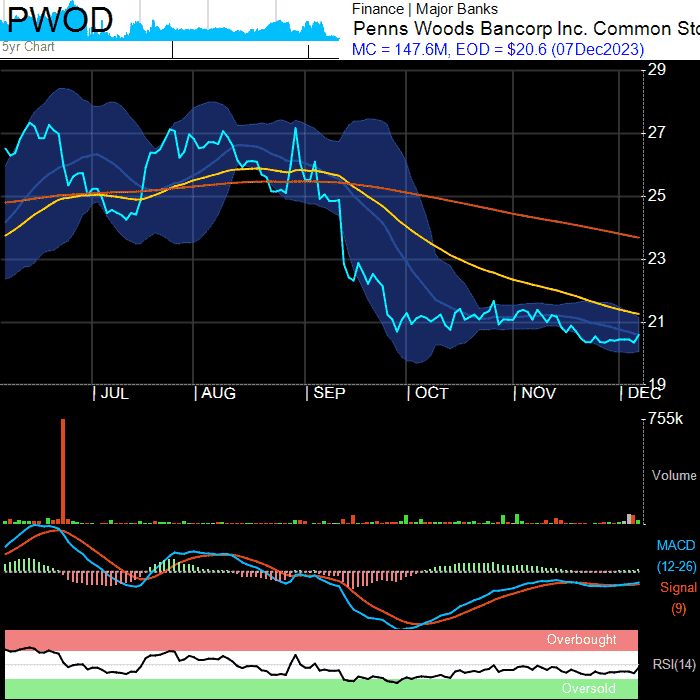 PWOD
5yr Chart
Finance | Major Banks
Penns Woods Bancorp Inc. Common Sto
MC = 147.6M, EOD = $20.6 (07Dec2023)
29
27
25
23
21
19
JUL AUG SEP OCT NOV DEC
755k
Volume
MACD
(12-26)
Signal
(9)
Overbought
RSI(14)
Oversold